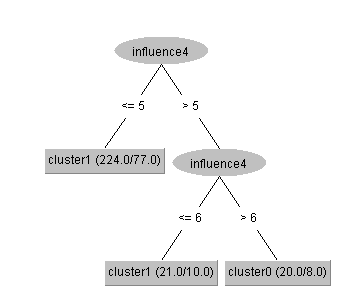 influence4
<= 5
> 5
cluster1 (224.0/77.0)
influence4
<= 6
> 6
cluster1 (21.0/10.0)
cluster0 (20.0/8.0)